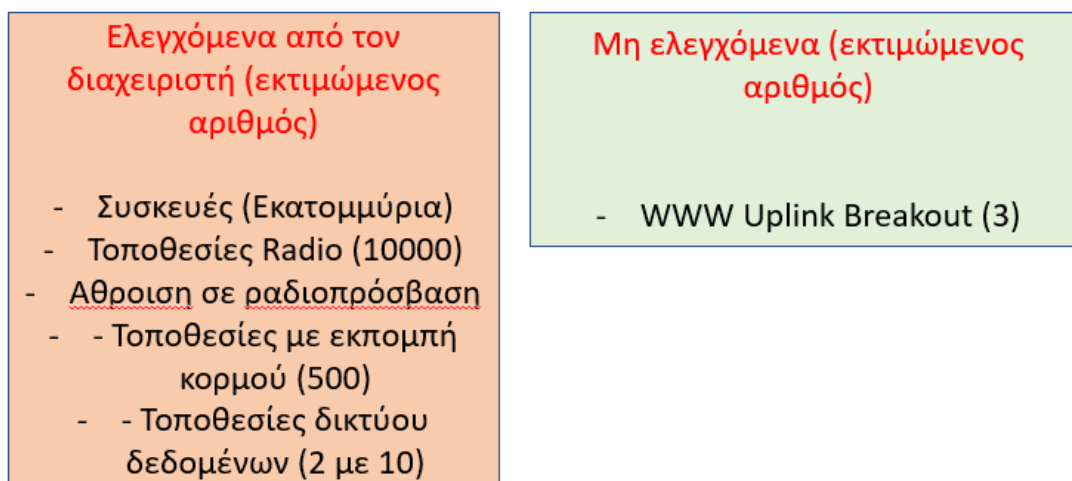 Ελεγχόμενα από τον
διαχειριστή (εκτιμώμενος
αριθμός)
- Συσκευές (Εκατομμύρια)
- Τοποθεσίες Radio (10000)
- Αθροιση σε ραδιοπρόσβαση
- - Τοποθεσίες με εκπομπή
κορμού (500)
- - Τοποθεσίες δικτύου
δεδομένων (2 με 10)
Μη ελεγχόμενα (εκτιμώμενος
αριθμός)
- WWW Uplink Breakout (3)